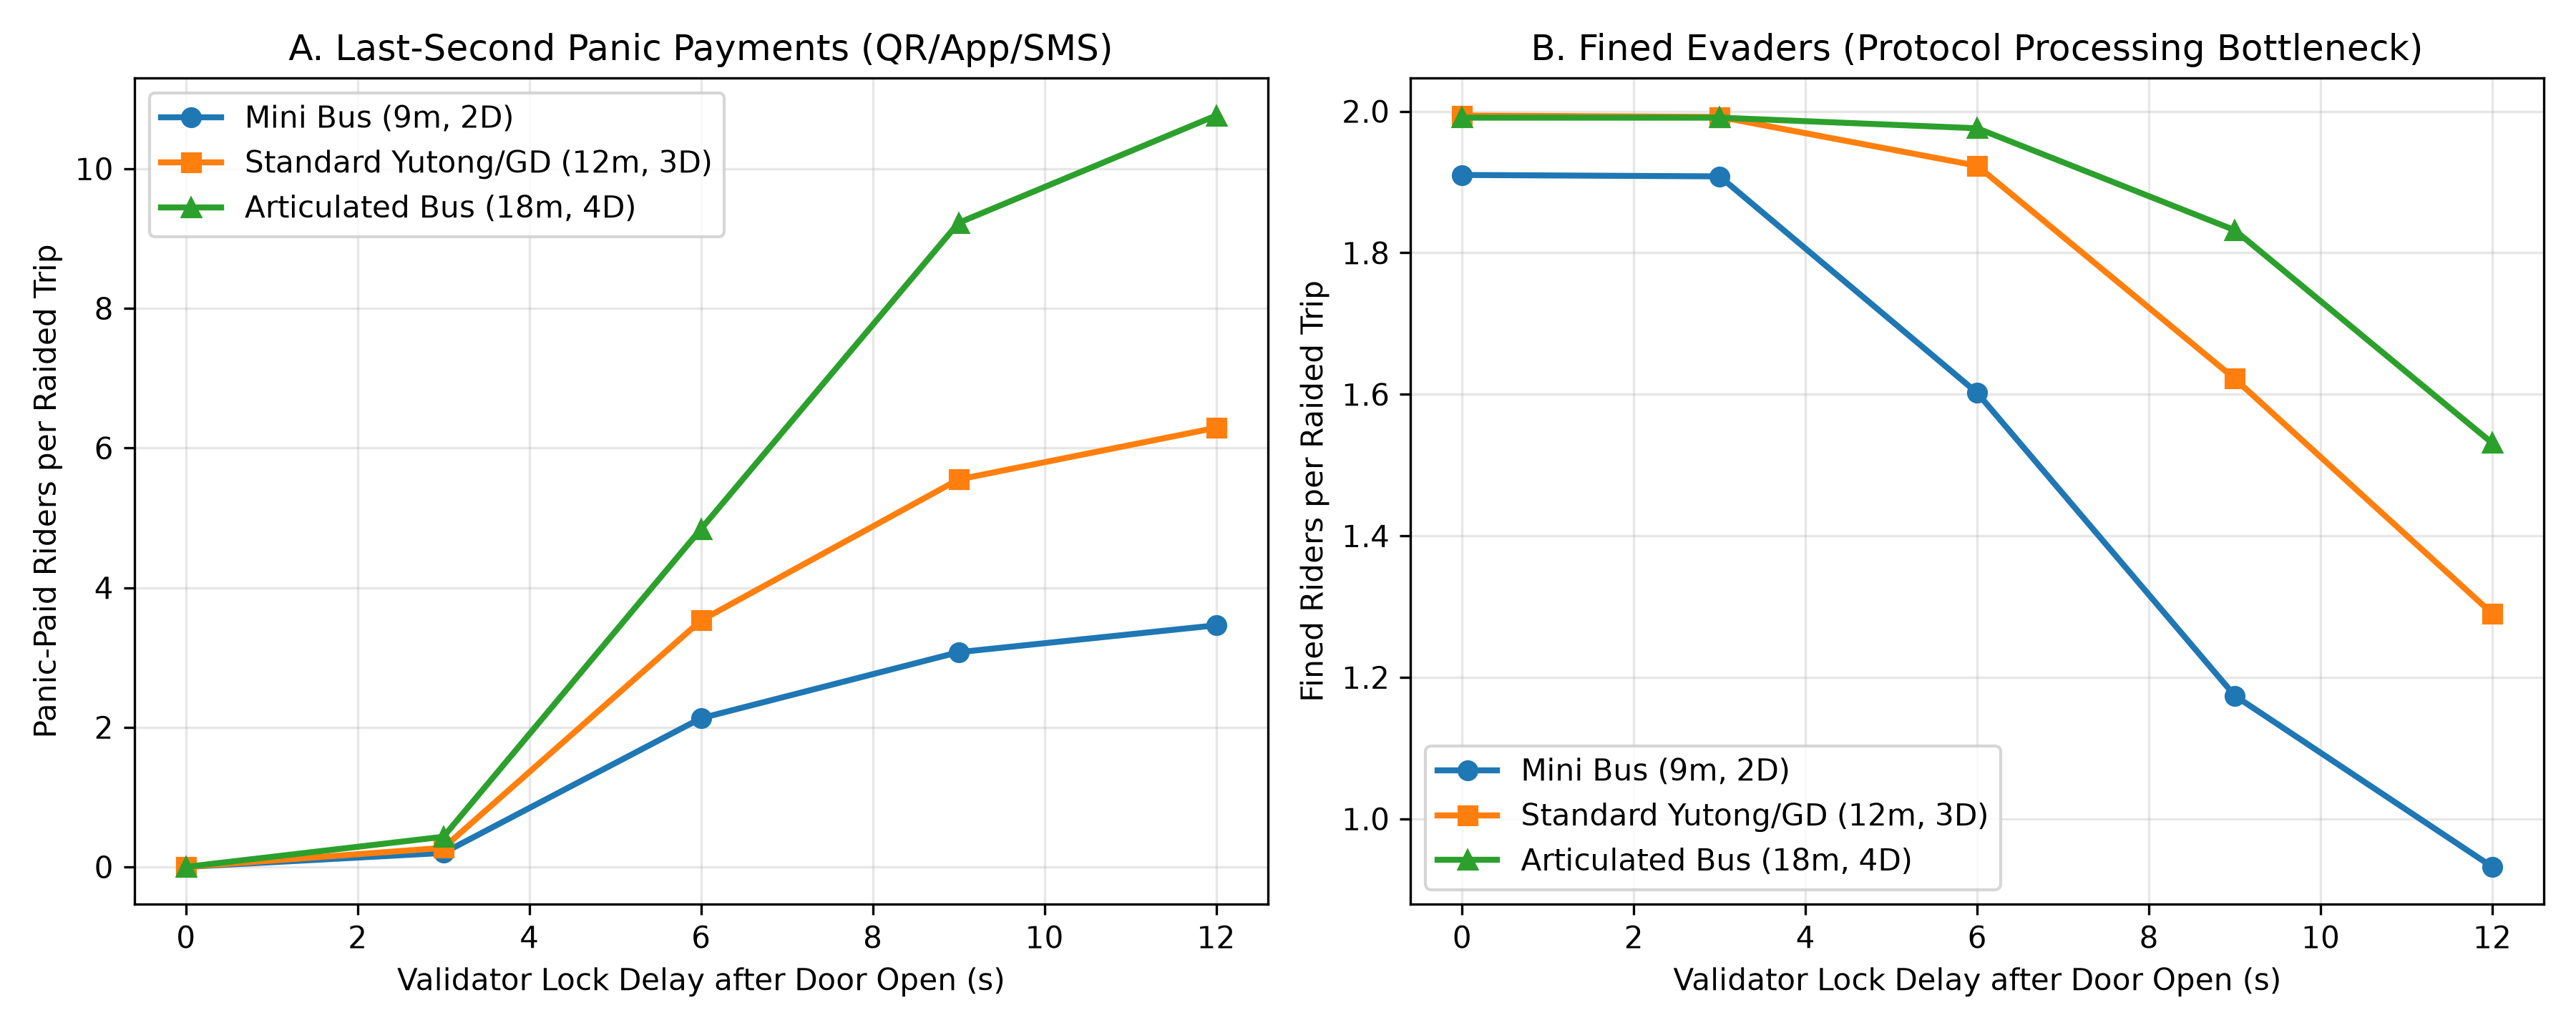 A. Last-Second Panic Payments (QR/App/SMS)
Panic-Paid Riders per Raided Trip
10
8
6
4
2
0
Mini Bus (9m, 2D)
Standard Yutong/GD (12m, 3D)
Articulated Bus (18m, 4D)
0 2 4 6 8 10 12
Validator Lock Delay after Door Open (s)
B. Fined Evaders (Protocol Processing Bottleneck)
Fined Riders per Raided Trip
2.0
1.8
1.6
1.4
1.2
1.0
Mini Bus (9m, 2D)
Standard Yutong/GD (12m, 3D)
Articulated Bus (18m, 4D)
0 2 4 6 8 10 12
Validator Lock Delay after Door Open (s)